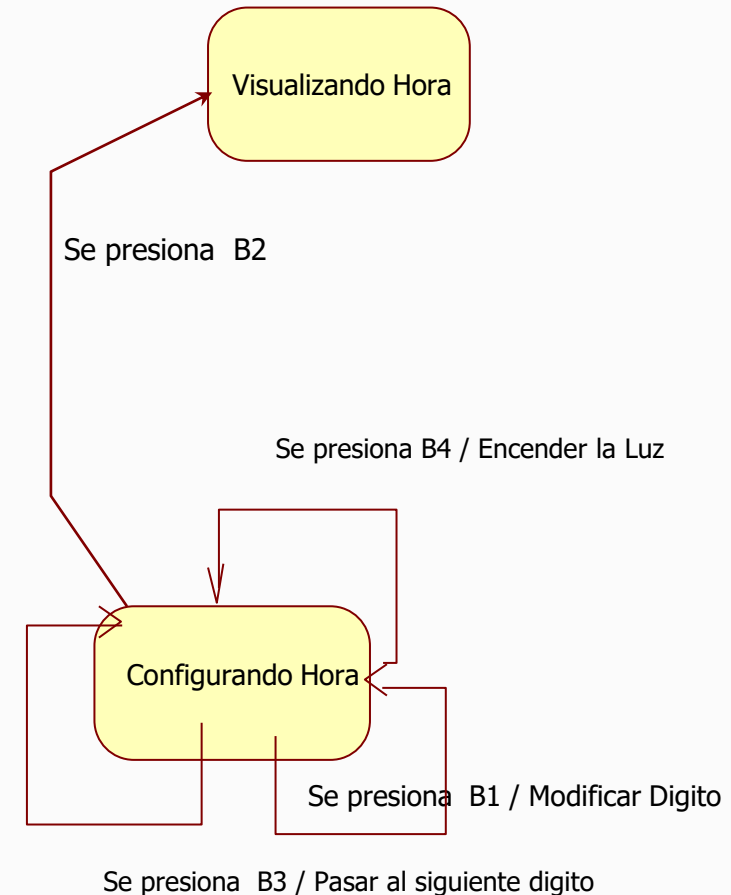 Visualizando Hora
Se presiona  B2
Se presiona B4 / Encender la Luz
Configurando Hora
Se presiona  B1 / Modificar Digito
Se presiona  B3 / Pasar al siguiente digito